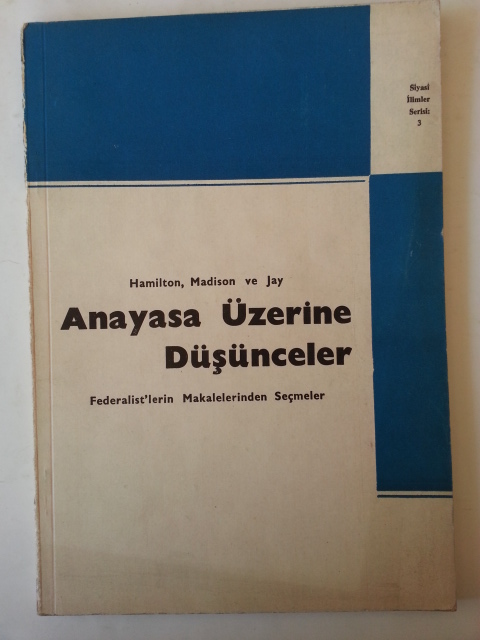 Siyasi
İlimler
Serisi:
3
Hamilton, Madison ve Jay
Anayasa Üzerine
Düşünceler
Federalist'lerin Makalelerinden Seçmeler